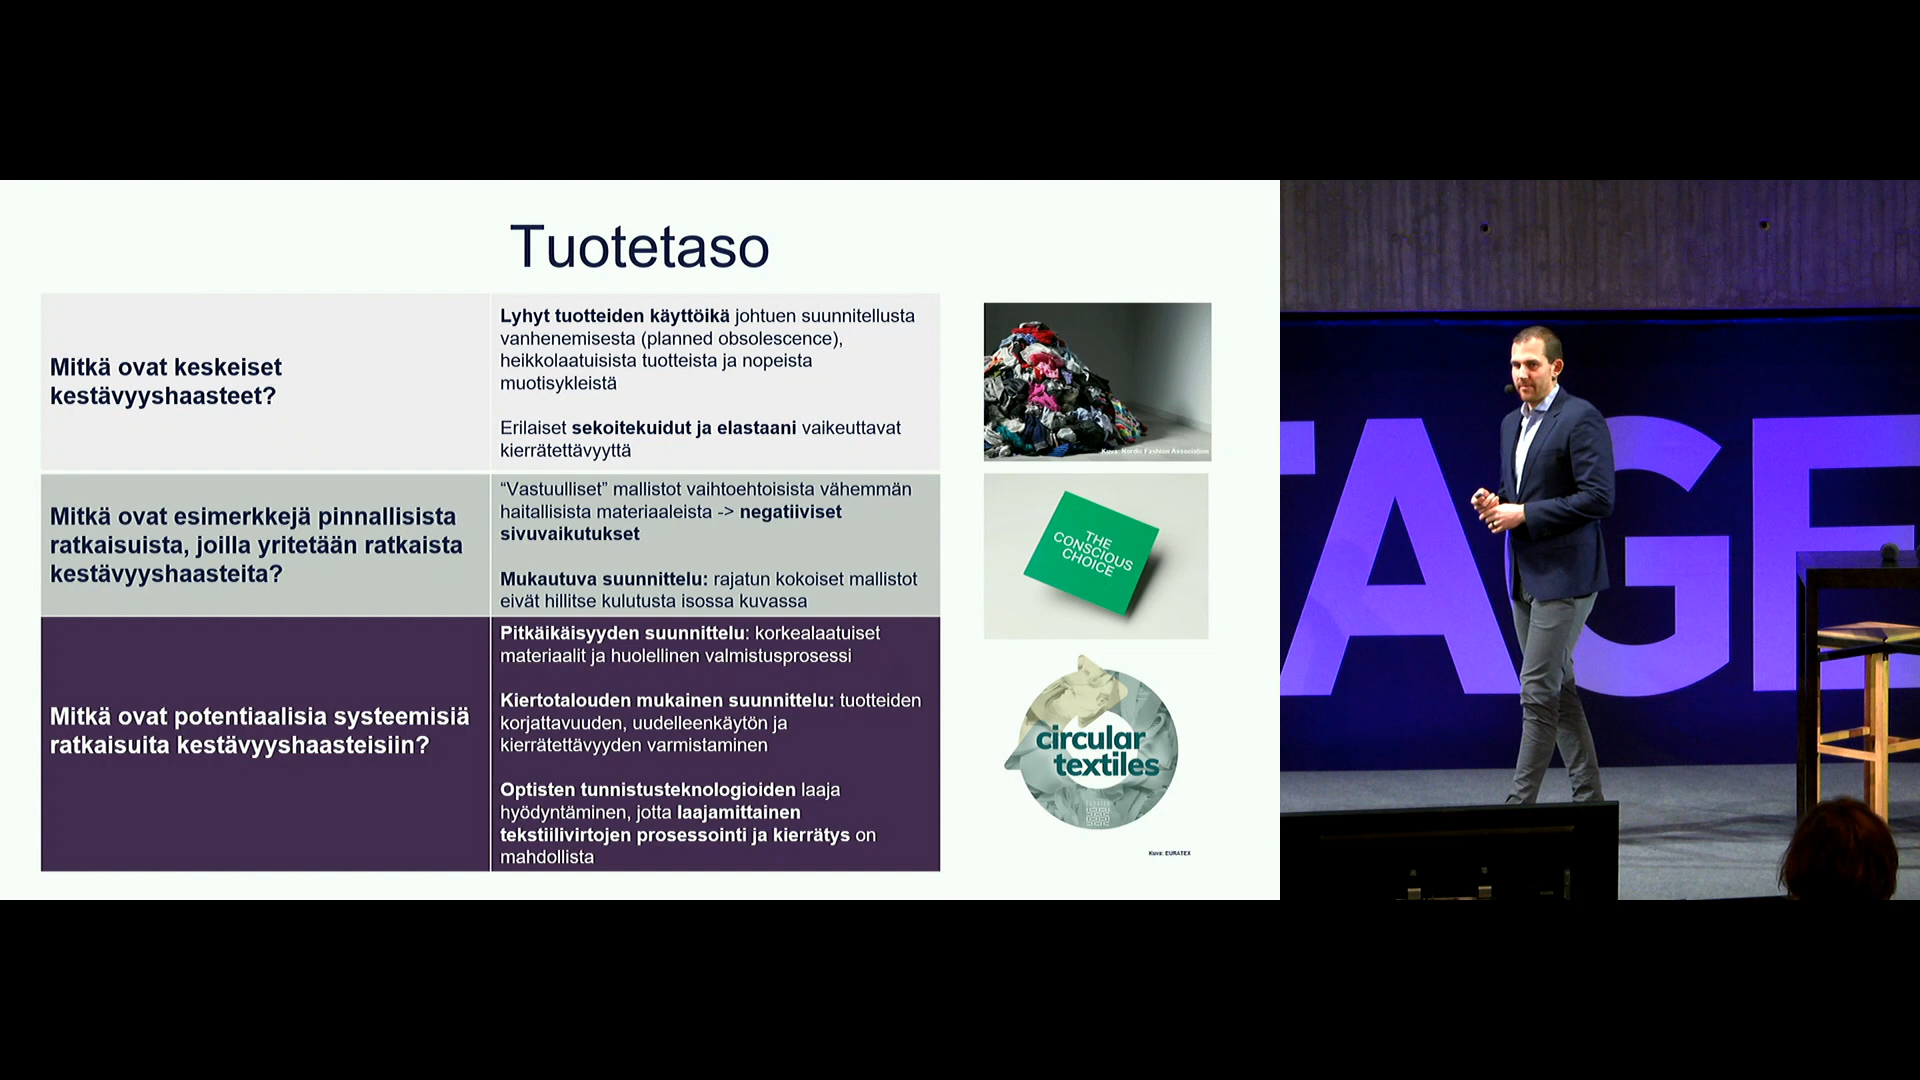 Tuotetaso
Mitkä ovat keskeiset
kestävyyshaasteet?
Lyhyt tuotteiden käyttöikä johtuen suunnitellusta
vanhenemisesta (planned obsolescence),
heikkolaatuisista tuotteista ja nopeista
muotisykleistä
Erilaiset sekoitekuidut ja elastaani vaikeuttavat
kierrätettävyyttä
Mitkä ovat esimerkkejä pinnallisista
ratkaisuista, joilla yritetään ratkaista
kestävyyshaasteita?
“Vastuulliset” mallistot vaihtoehtoisista vähemmän
haitallisista materiaaleista -> negatiiviset
sivuvaikutukset
Mukautuva suunnittelu: rajatun kokoiset mallistot
eivät hillitse kulutusta isossa kuvassa
Mitkä ovat potentiaalisia systeemisiä
ratkaisuita kestävyyshaasteisiin?
Pitkäikäisyyden suunnittelu: korkealaatuiset
materiaalit ja huolellinen valmistusprosessi
Kiertotalouden mukainen suunnittelu: tuotteiden
korjattavuuden, uudelleenkäytön ja
kierrätettävyyden varmistaminen
Optisten tunnistusteknologioiden laaja
hyödyntäminen, jotta laajamittainen
tekstiilivirtojen prosessointi ja kierrätys on
mahdollista
Kuva: Nordic Fashion Association
THE
CONSCIOUS
CHOICE
circular
textiles
Kuva: EURATEX
TAGE